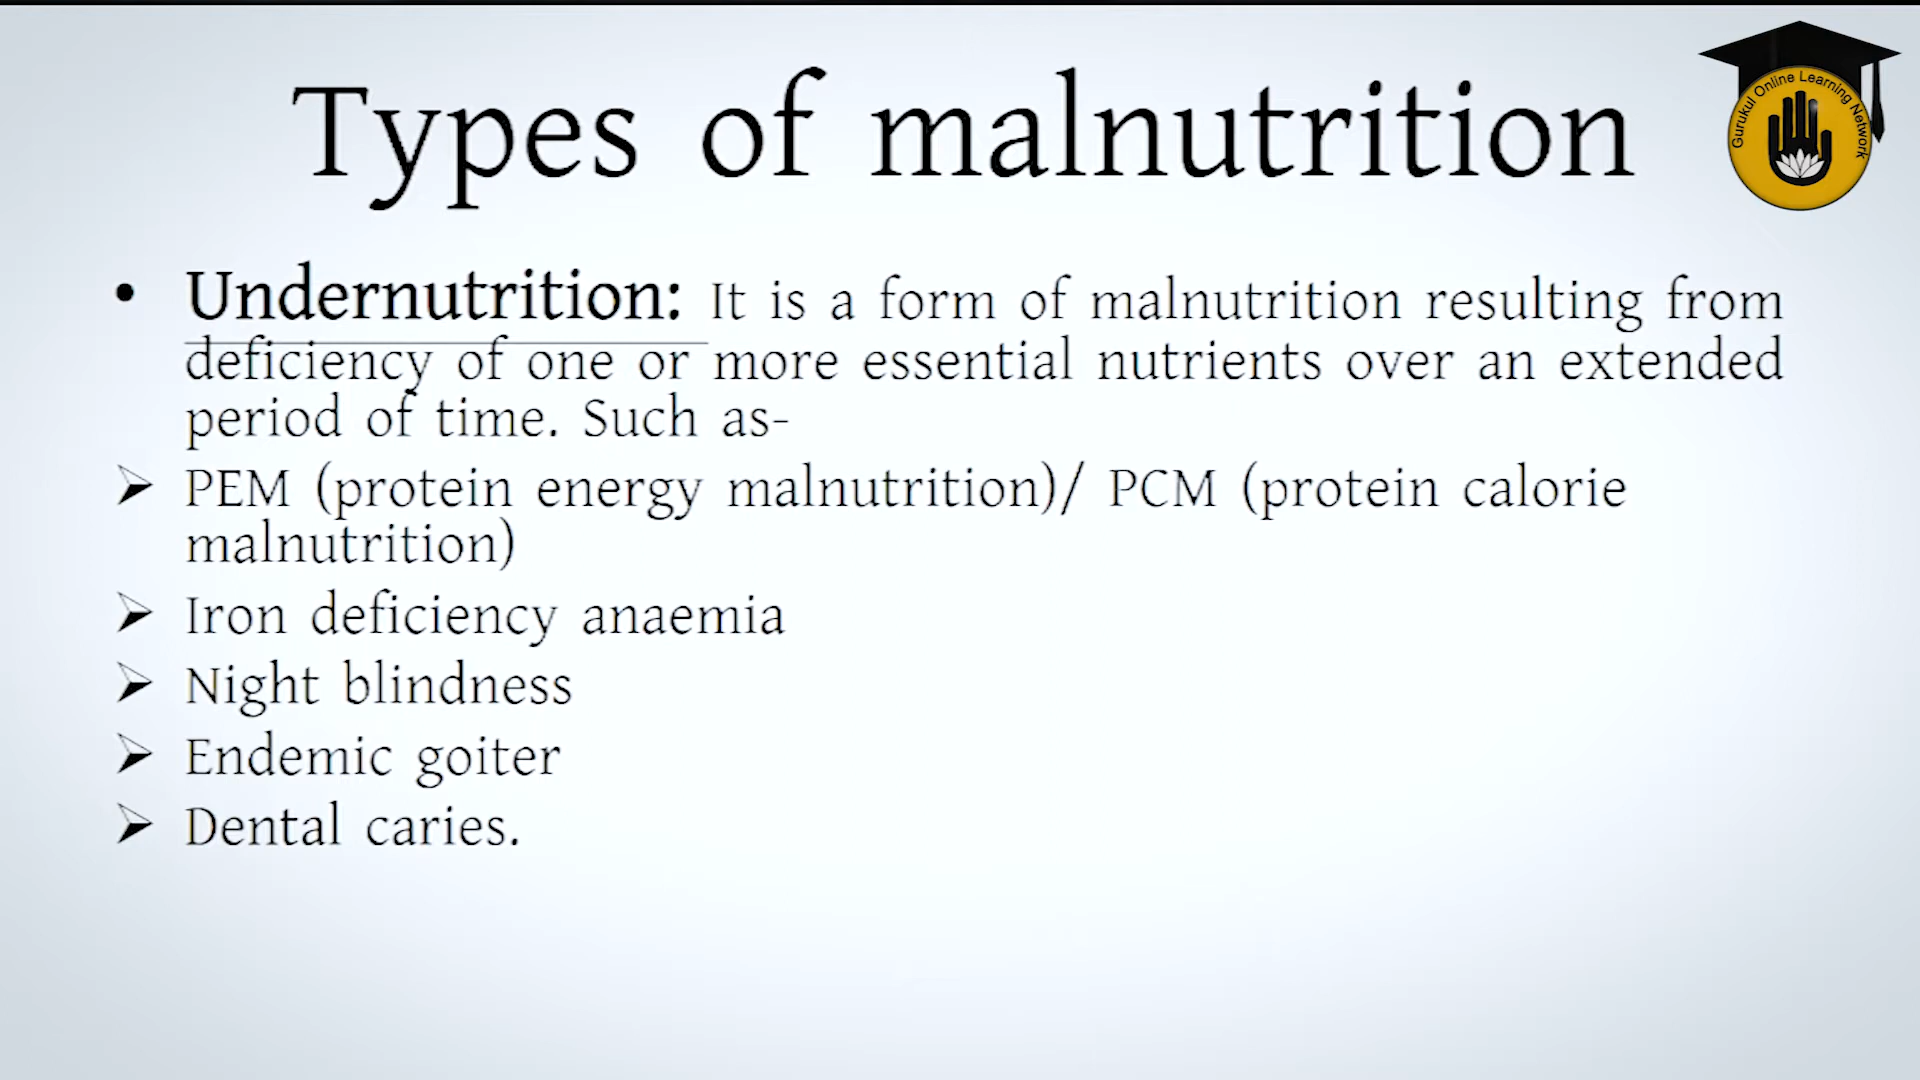 Types of malnutrition
Gurukul Online Learning Network
• Undernutrition: It is a form of malnutrition resulting from
deficiency of one or more essential nutrients over an extended
period of time. Such as-
➢ PEM (protein energy malnutrition)/ PCM (protein calorie
malnutrition)
➢ Iron deficiency anaemia
➢ Night blindness
➢ Endemic goiter
➢ Dental caries.